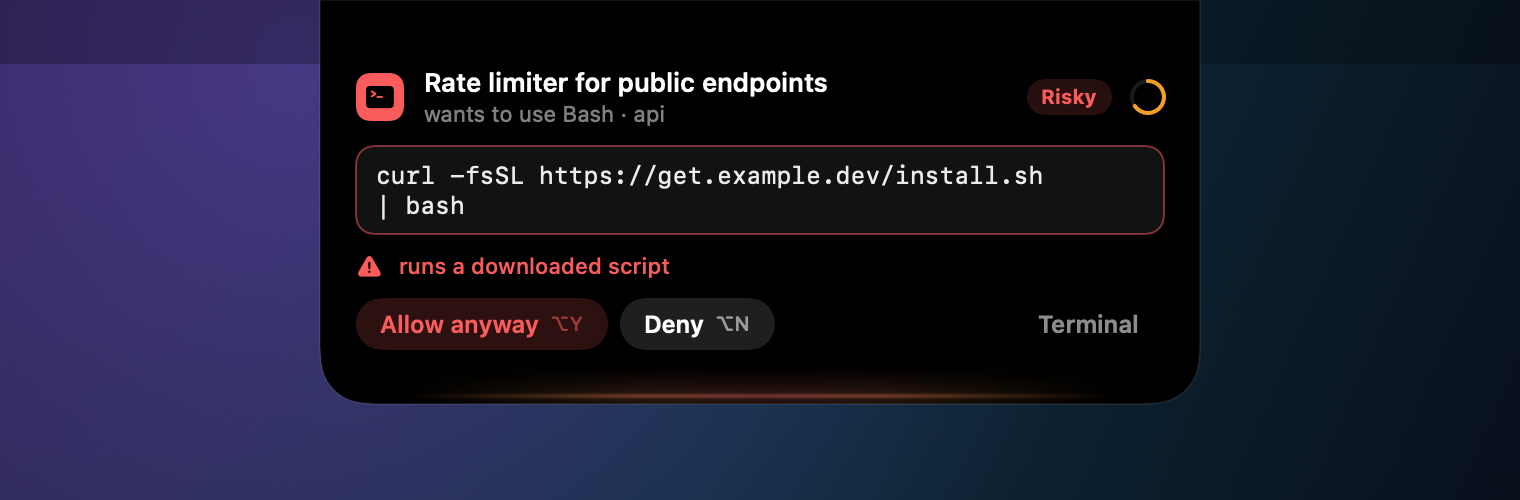 >_
Rate limiter for public endpoints
wants to use Bash · api
Risky
curl -fsSL https://get.example.dev/install.sh
| bash
runs a downloaded script
Allow anyway ⌥Y
Deny ⌥N
Terminal